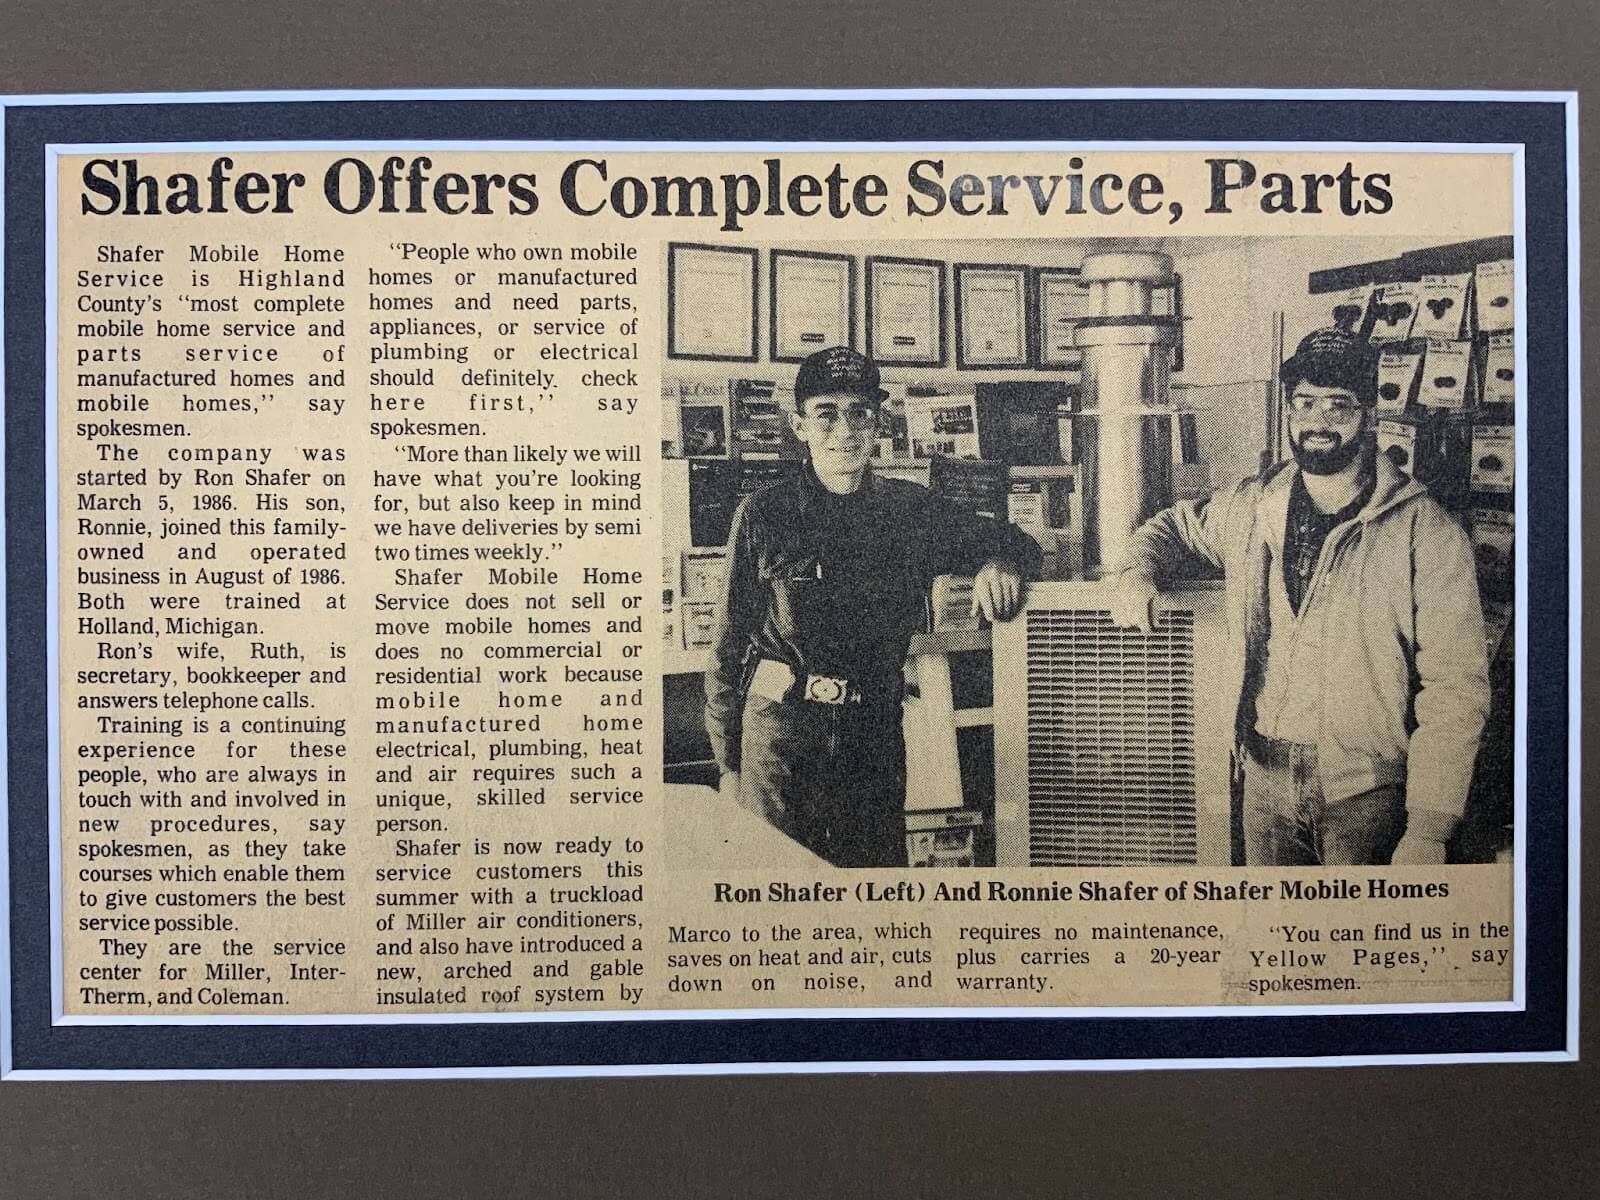 Shafer Offers Complete Service, Parts
Shafer Mobile Home
Service is Highland
County's "most complete
mobile home service and
parts service of
manufactured homes and
mobile homes,'' say
spokesmen.
The company was
started by Ron Shafer on
March 5, 1986. His son,
Ronnie, joined this family-
owned and operated
business in August of 1986.
Both were trained at
Holland, Michigan.
Ron's wife, Ruth, is
secretary, bookkeeper and
answers telephone calls.
Training is a continuing
experience for these
people, who are always in
touch with and involved in
new procedures, say
spokesmen, as they take
courses which enable them
to give customers the best
service possible.
They are the service
center for Miller, Inter-
Therm, and Coleman.
"People who own mobile
homes or manufactured
homes and need parts,
appliances, or service of
plumbing or electrical
should definitely. check
here first,'' say
spokesmen.
"More than likely we will
have what you're looking
for, but also keep in mind
we have deliveries by semi
two times weekly."
Shafer Mobile Home
Service does not sell or
move mobile homes and
does no commercial or
residential work because
mobile home and
manufactured home
electrical, plumbing, heat
and air requires such a
unique, skilled service
person.
Shafer is now ready to
service customers this
summer with a truckload
of Miller air conditioners,
and also have introduced a
new, arched and gable
insulated roof system by
Ron Shafer (Left) And Ronnie Shafer of Shafer Mobile Homes
Marco to the area, which
saves on heat and air, cuts
down on noise, and
requires no maintenance,
plus carries a 20-year
warranty.
"You can find us in the
Yellow Pages,'' say
spokesmen.